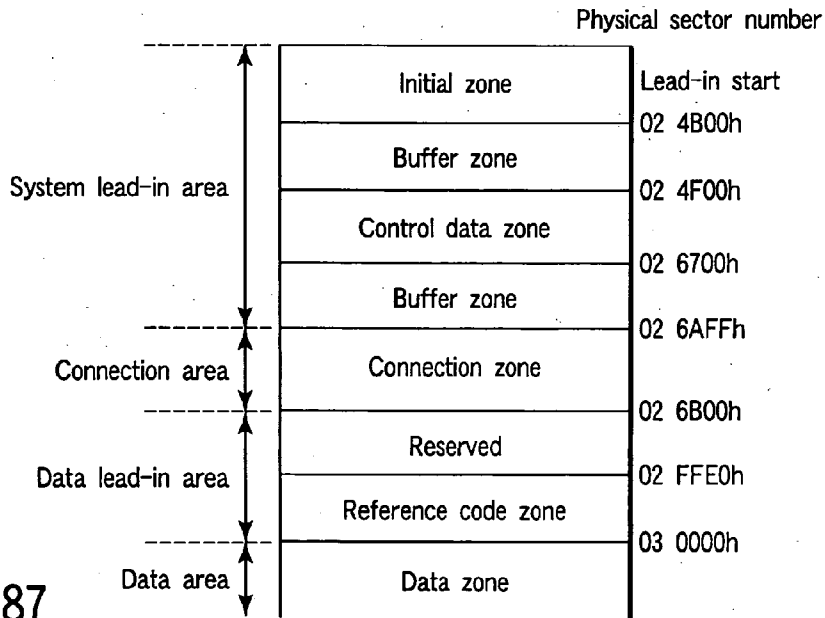 Physical sector number
Initial zone
Lead-in start
02 4B00h
Buffer zone
System lead-in area
02 4F00h
Control data zone
02 6700h
Buffer zone
02 6AFFh
Connection area
Connection zone
02 6B00h
Reserved
Data lead-in area
02 FFE0h
Reference code zone
03 0000h
Data area
Data zone
87